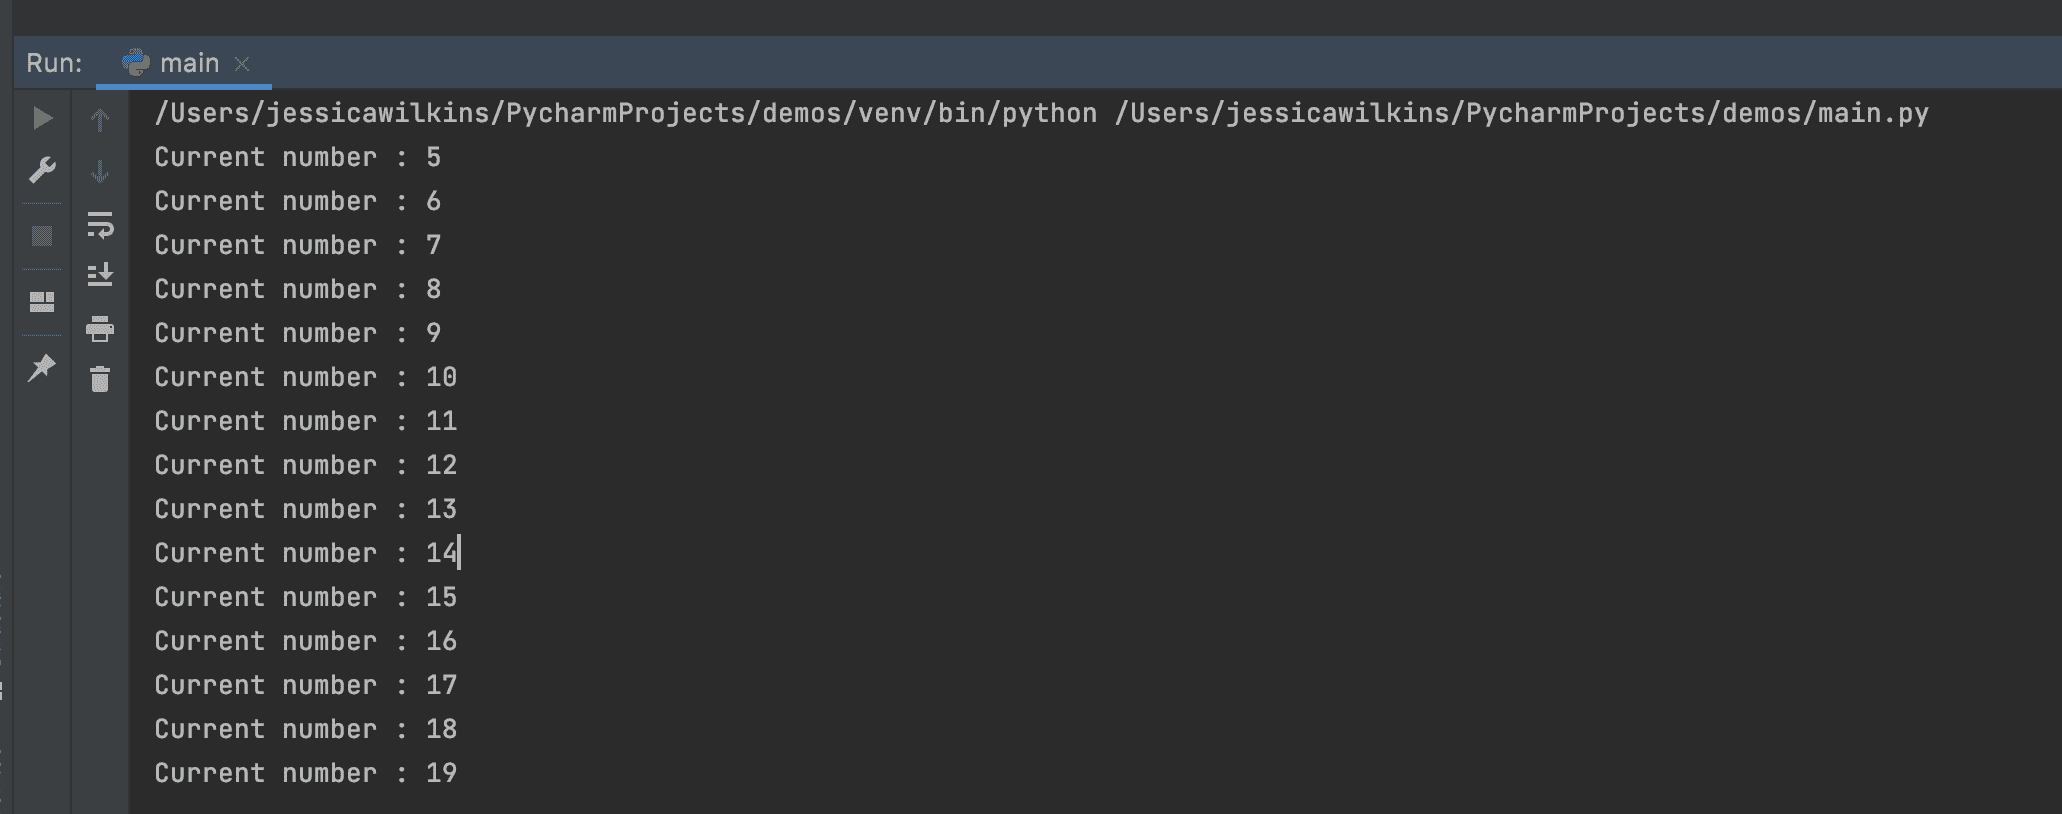 Run: main
/Users/jessicawilkins/PycharmProjects/demos/venv/bin/python /Users/jessicawilkins/PycharmProjects/demos/main.py
Current number : 5
Current number : 6
Current number : 7
Current number : 8
Current number : 9
Current number : 10
Current number : 11
Current number : 12
Current number : 13
Current number : 14
Current number : 15
Current number : 16
Current number : 17
Current number : 18
Current number : 19